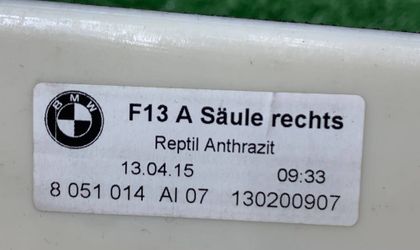 BMW
F13 A Säule rechts
Reptil Anthrazit
13.04.15 09:33
8 051 014 AI 07 130200907